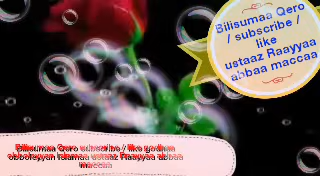 Bilisumaa Qero
/ subscribe /
like
ustaaz Raayyaa
abbaa maccaa
Bilisumaa Qero subscribe / like godhaa
obboleeyyan Islaamaa ustaaz Raayyaa abbaa
maccaa